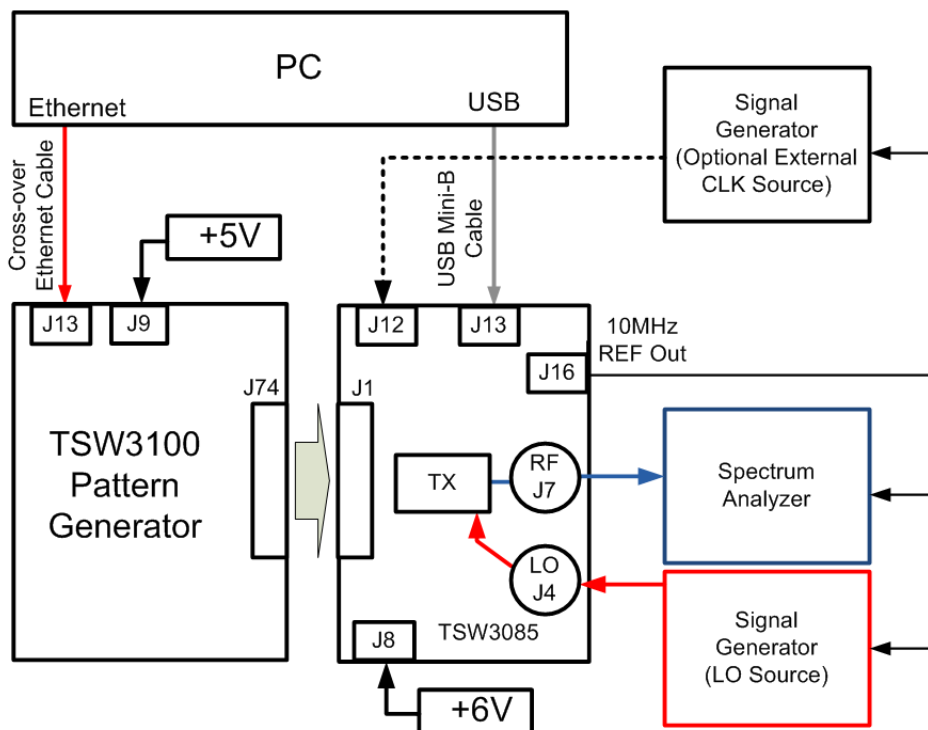 PC
Ethernet
USB
Signal
Generator
(Optional External
CLK Source)
Cross-over
Ethernet Cable
USB Mini-B
Cable
+5V
J13
J9
J12
J13
10MHz
REF Out
J16
J74
J1
TSW3100
Pattern
Generator
TX
RF
J7
Spectrum
Analyzer
LO
J4
J8
TSW3085
Signal
Generator
(LO Source)
+6V